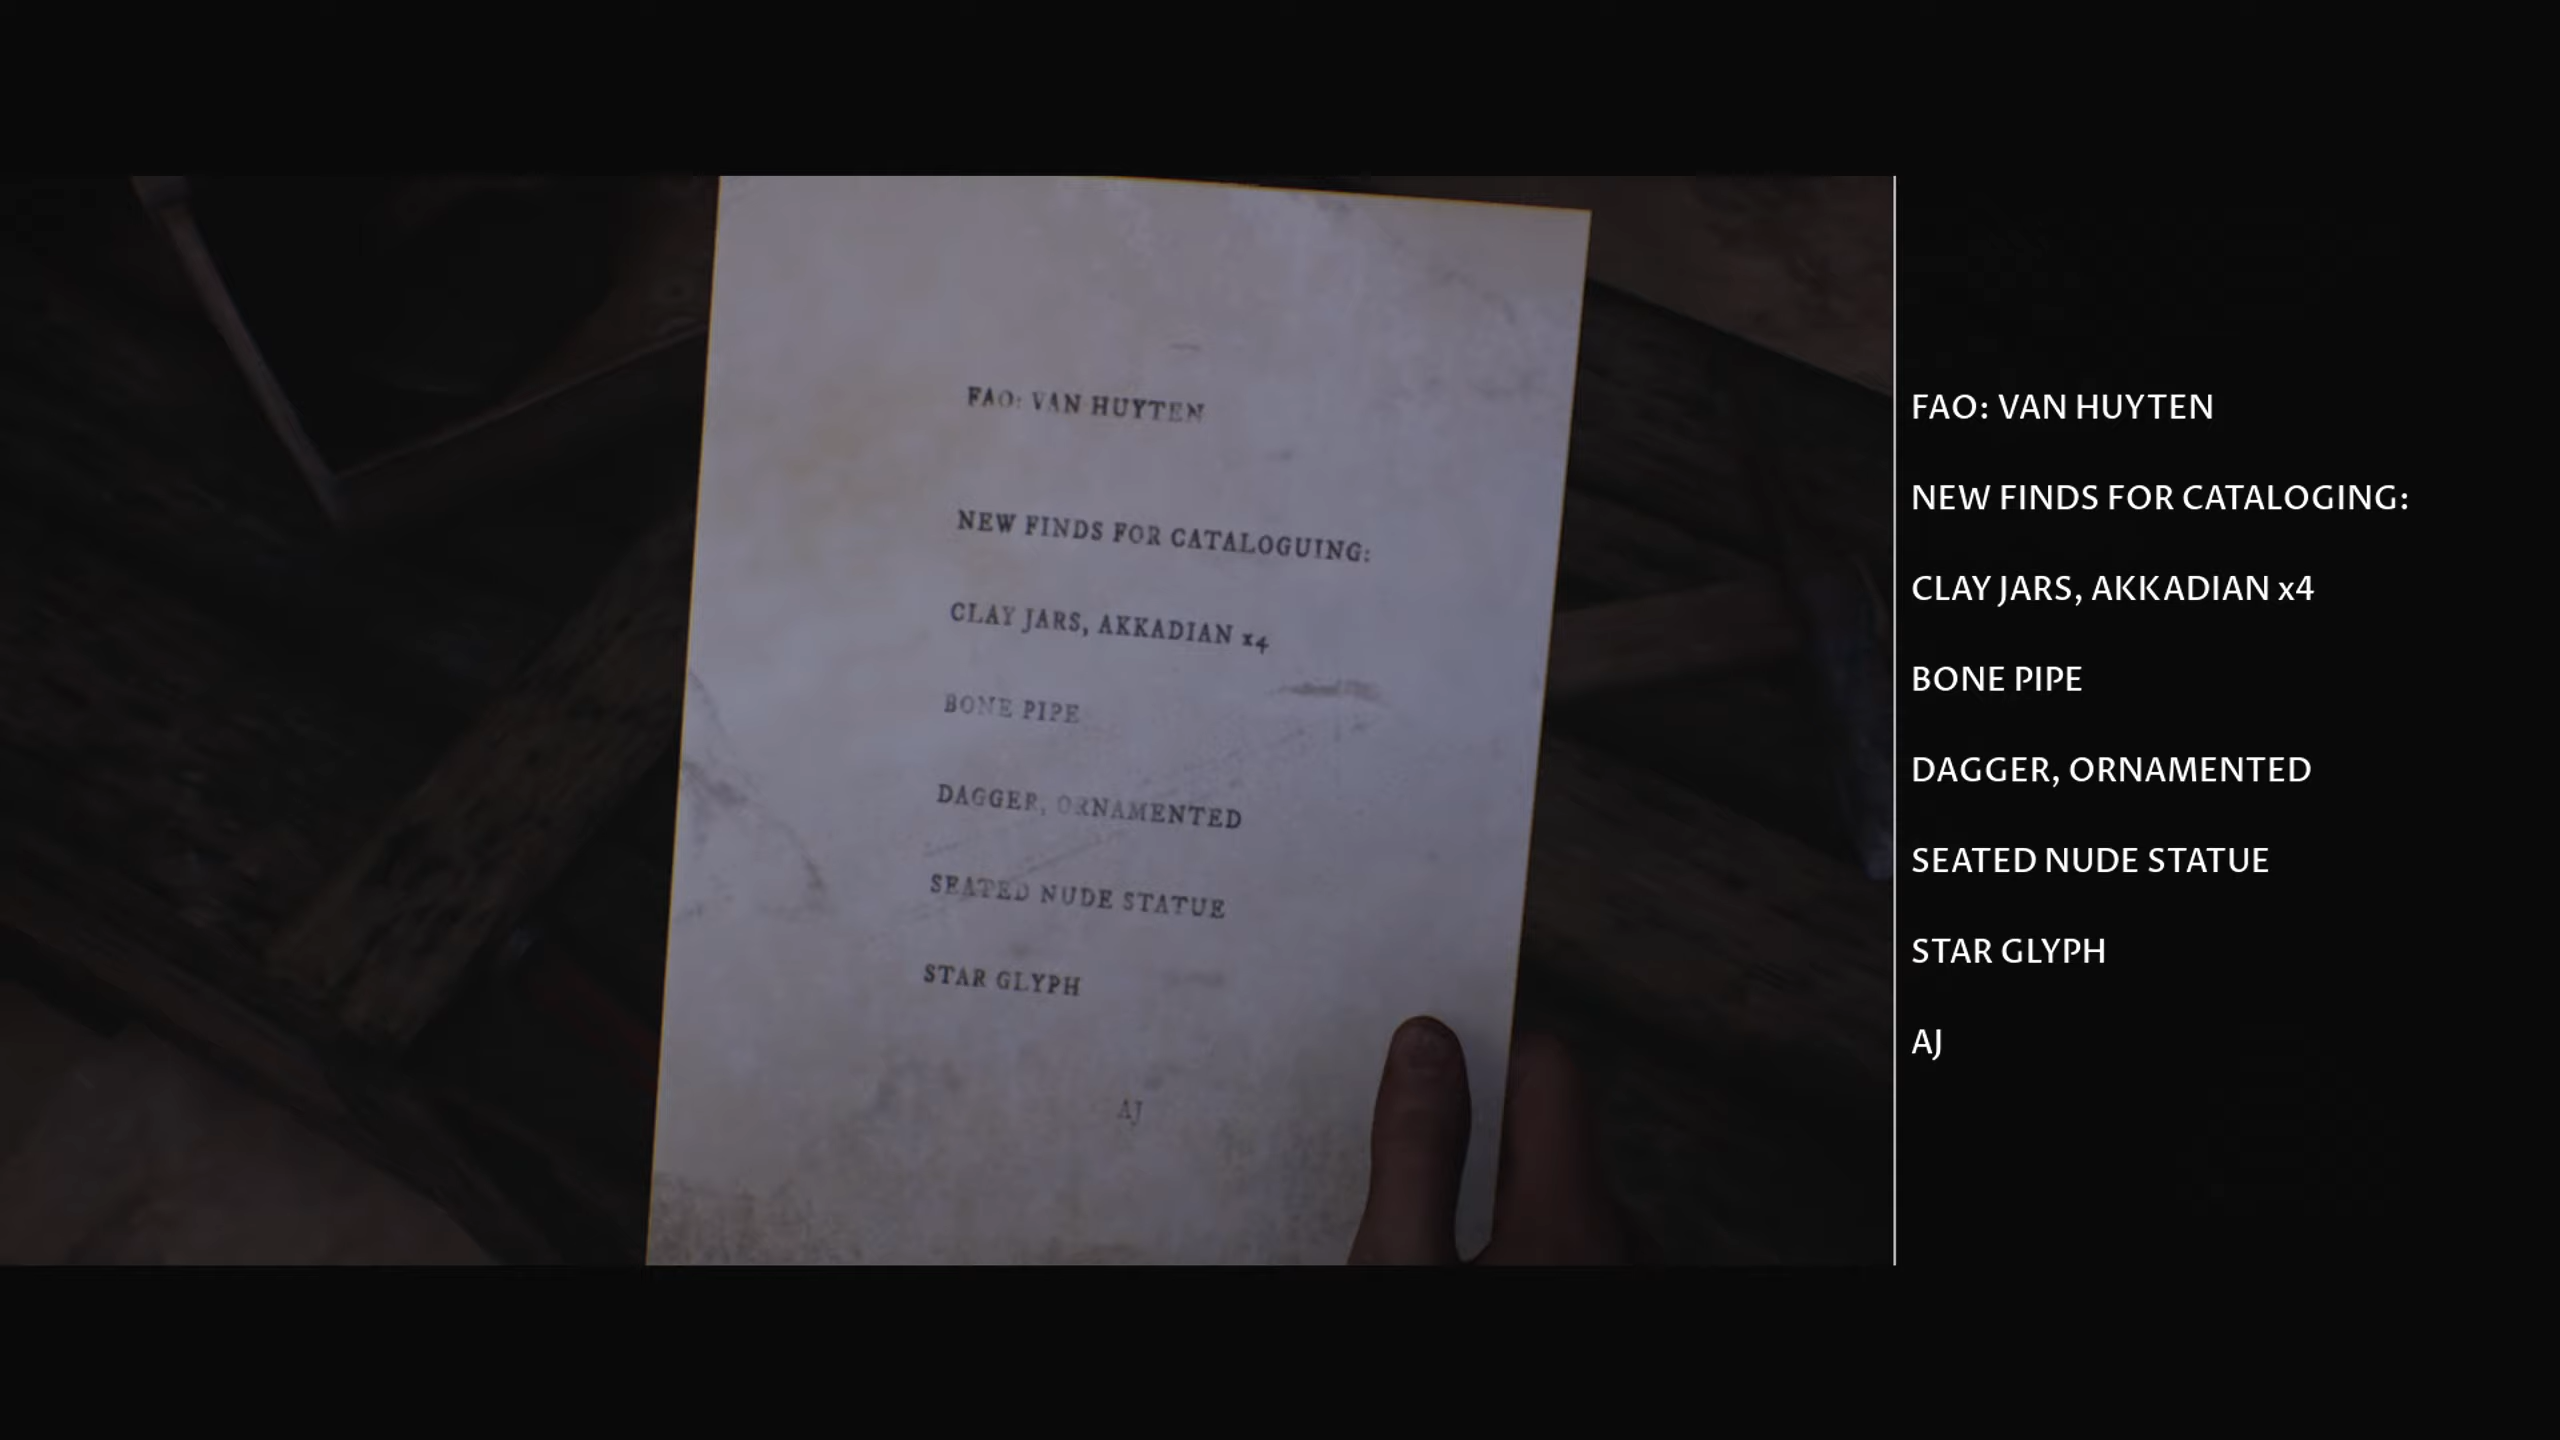 FAO: VAN HUYTEN
NEW FINDS FOR CATALOGUING:
CLAY JARS, AKKADIAN x4
BONE PIPE
DAGGER, ORNAMENTED
SEATED NUDE STATUE
STAR GLYPH
AJ
FAO: VAN HUYTEN
NEW FINDS FOR CATALOGING:
CLAY JARS, AKKADIAN x4
BONE PIPE
DAGGER, ORNAMENTED
SEATED NUDE STATUE
STAR GLYPH
AJ